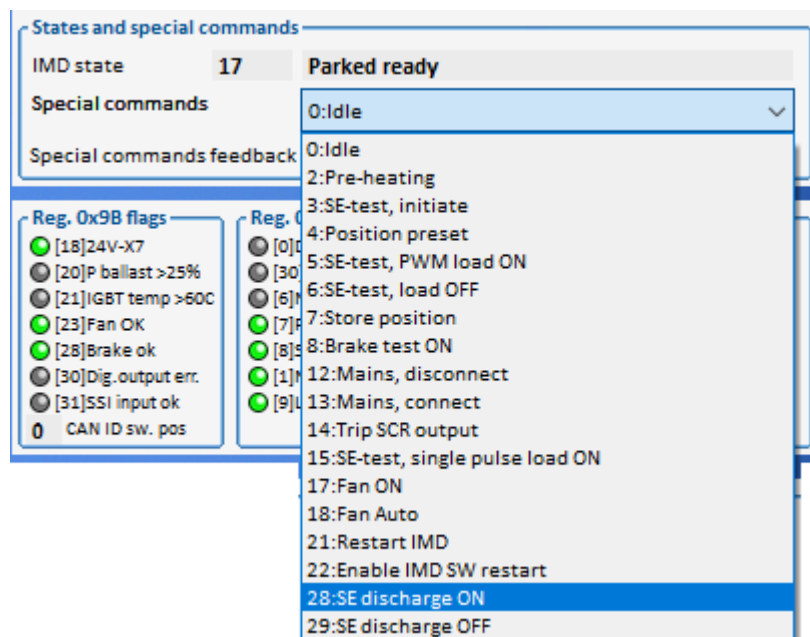 States and special commands
IMD state 17 Parked ready
Special commands 0:Idle
Special commands feedback
0:Idle
2:Pre-heating
3:SE-test, initiate
4:Position preset
5:SE-test, PWM load ON
6:SE-test, load OFF
7:Store position
8:Brake test ON
12:Mains, disconnect
13:Mains, connect
14:Trip SCR output
15:SE-test, single pulse load ON
17:Fan ON
18:Fan Auto
21:Restart IMD
22:Enable IMD SW restart
28:SE discharge ON
29:SE discharge OFF
Reg. 0x9B flags
[18]24V-X7
[20]P ballast >25%
[21]IGBT temp >60C
[23]Fan OK
[28]Brake ok
[30]Dig.output err.
[31]SSI input ok
0 CAN ID sw. pos
Reg.
[0]
[30]
[6]
[7]
[8]
[1]
[9]